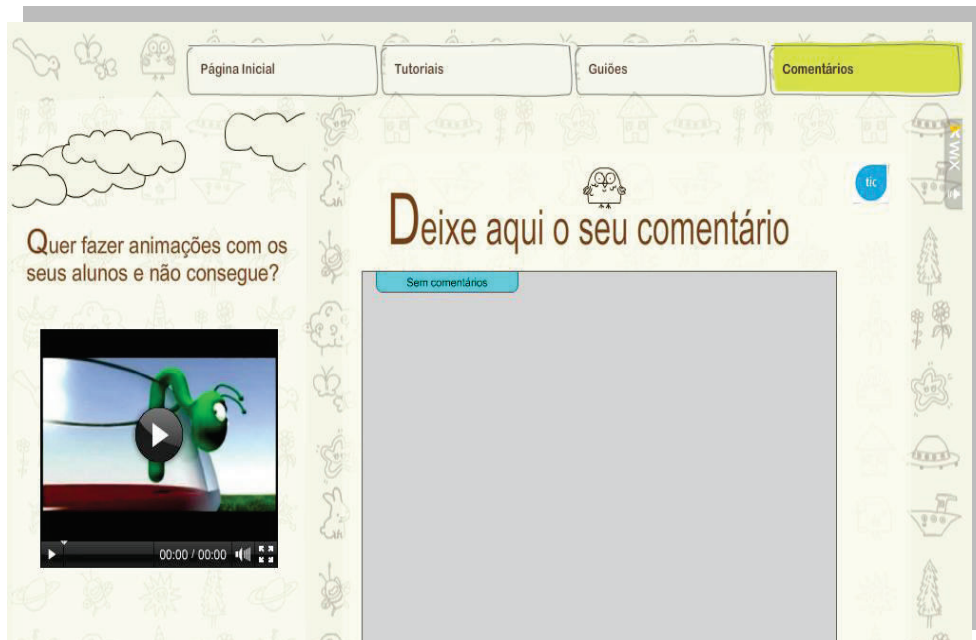 Página Inicial
Tutoriais
Guiões
Comentários
WIX
tic
Deixe aqui o seu comentário
Quer fazer animações com os
seus alunos e não consegue?
Sem comentários
00:00 / 00:00